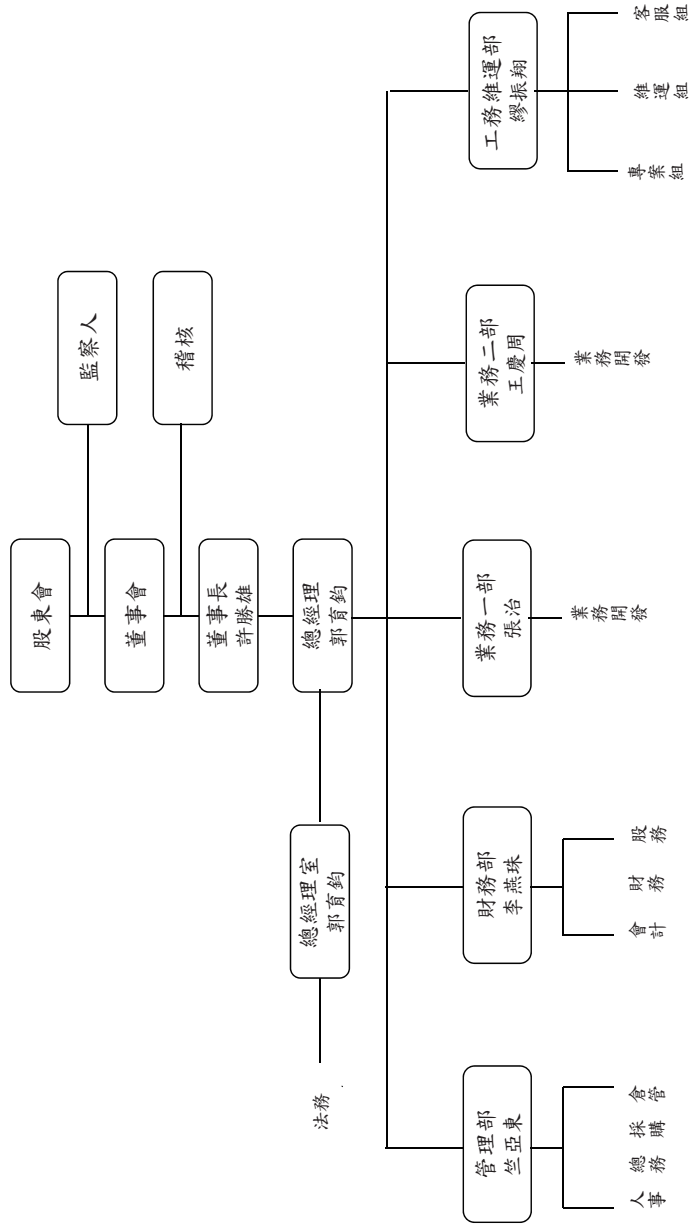 股東會
監察人
董事會
稽核
董事長
許勝雄
總經理
郭育鈞
總經理室
郭育鈞
法務
管理部
竺亞東
財務部
李燕珠
業務一部
張治
業務二部
王慶周
工務維運部
繆振翔
人事
總務
採購
倉管
會計
財務
股務
業務開發
業務開發
專案組
維運組
客服組